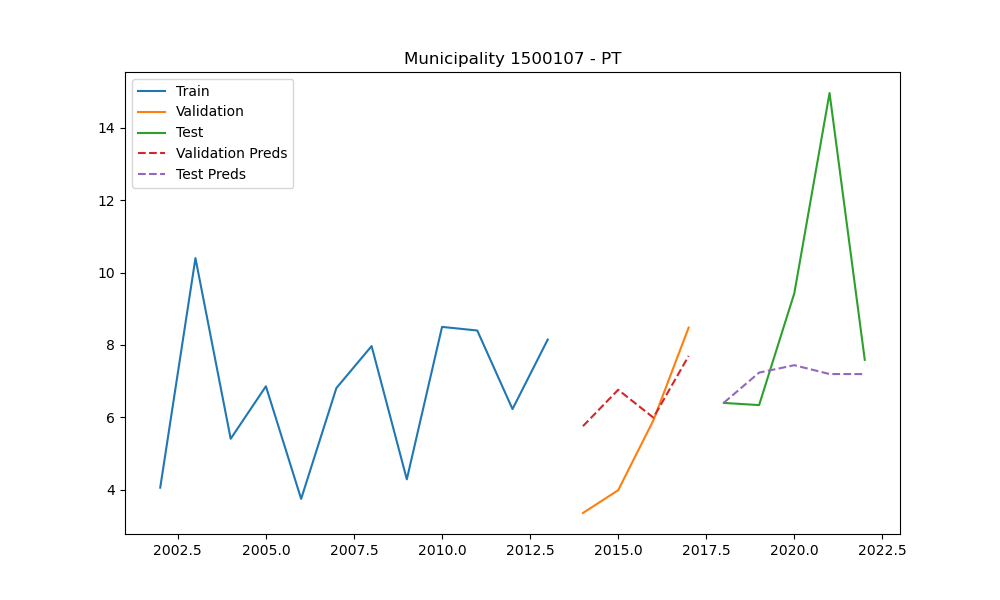 Municipality 1500107 - PT
Train
Validation
Test
Validation Preds
Test Preds
14
12
10
8
6
4
2002.5 2005.0 2007.5 2010.0 2012.5 2015.0 2017.5 2020.0 2022.5